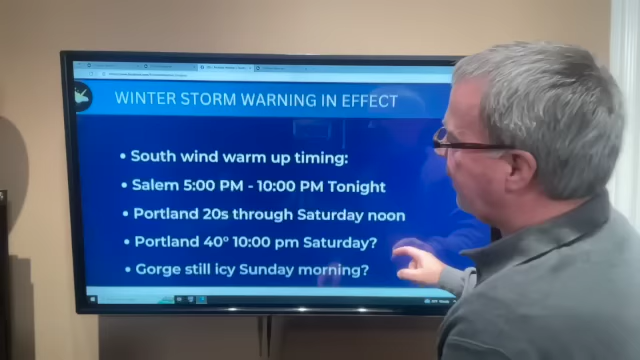 WINTER STORM WARNING IN EFFECT
• South wind warm up timing:
• Salem 5:00 PM - 10:00 PM Tonight
• Portland 20s through Saturday noon
• Portland 40° 10:00 pm Saturday?
• Gorge still icy Sunday morning?